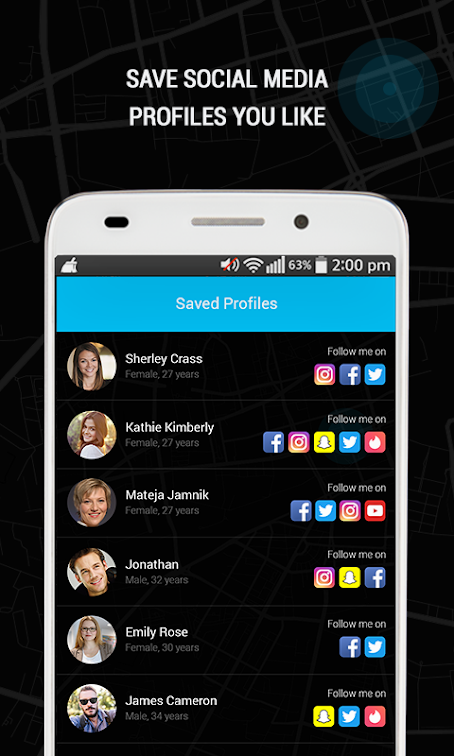 SAVE SOCIAL MEDIA
PROFILES YOU LIKE
63% 2:00 pm
Saved Profiles
Sherley Crass
Female, 27 years
Follow me on
Kathie Kimberly
Female, 27 years
Follow me on
Mateja Jamnik
Female, 27 years
Follow me on
Jonathan
Male, 32 years
Follow me on
Emily Rose
Female, 30 years
Follow me on
James Cameron
Male, 34 years
Follow me on